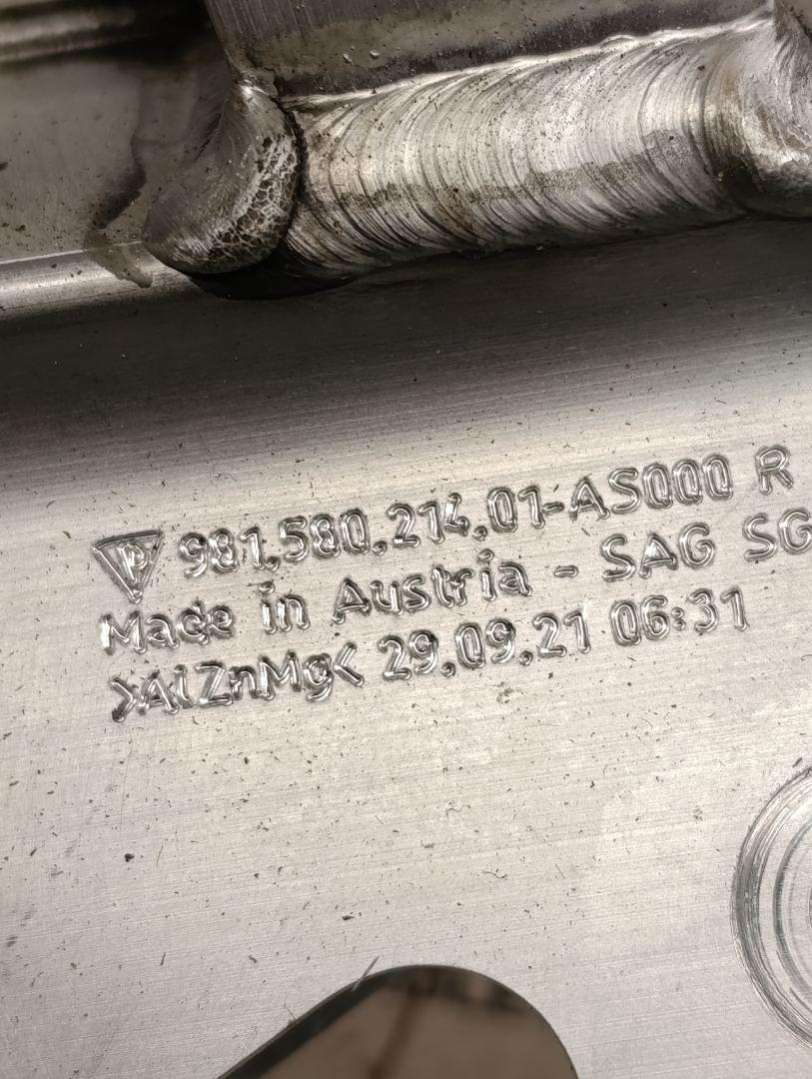 P 981.580.214.01-AS000 R
Made in Austria - SAG SG
>AlZnMg< 29.09.21 06:31